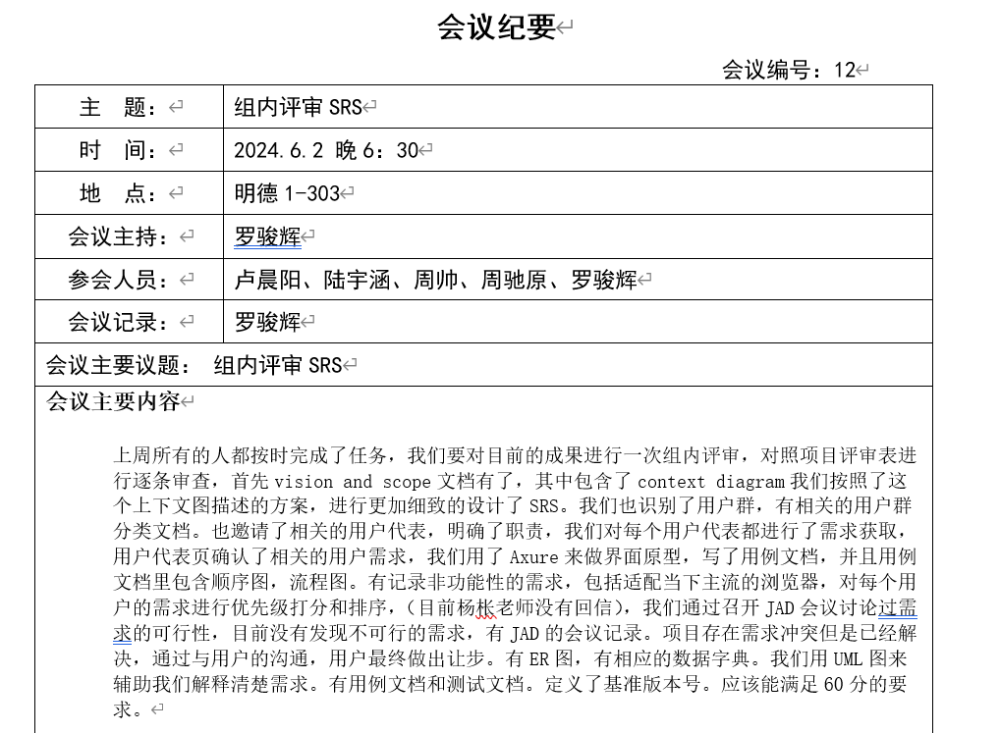 会议纪要
会议编号：12
主 题： 组内评审 SRS
时 间： 2024.6.2 晚 6：30
地 点： 明德 1-303
会议主持： 罗骏辉
参会人员： 卢晨阳、陆宇涵、周帅、周驰原、罗骏辉
会议记录： 罗骏辉
会议主要议题： 组内评审 SRS
会议主要内容
上周所有的人都按时完成了任务，我们要对目前的成果进行一次组内评审，对照项目评审表进
行逐条审查，首先 vision and scope 文档有了，其中包含了 context diagram 我们按照了这
个上下文图描述的方案，进行更加细致的设计了 SRS。我们也识别了用户群，有相关的用户群
分类文档。也邀请了相关的用户代表，明确了职责，我们对每个用户代表都进行了需求获取，
用户代表页确认了相关的用户需求，我们用了 Axure 来做界面原型，写了用例文档，并且用例
文档里包含顺序图，流程图。有记录非功能性的需求，包括适配当下主流的浏览器，对每个用
户的需求进行优先级打分和排序，（目前杨枨老师没有回信），我们通过召开 JAD 会议讨论过需
求的可行性，目前没有发现不可行的需求，有 JAD 的会议记录。项目存在需求冲突但是已经解
决，通过与用户的沟通，用户最终做出让步。有 ER 图，有相应的数据字典。我们用 UML 图来
辅助我们解释清楚需求。有用例文档和测试文档。定义了基准版本号。应该能满足 60 分的要
求。